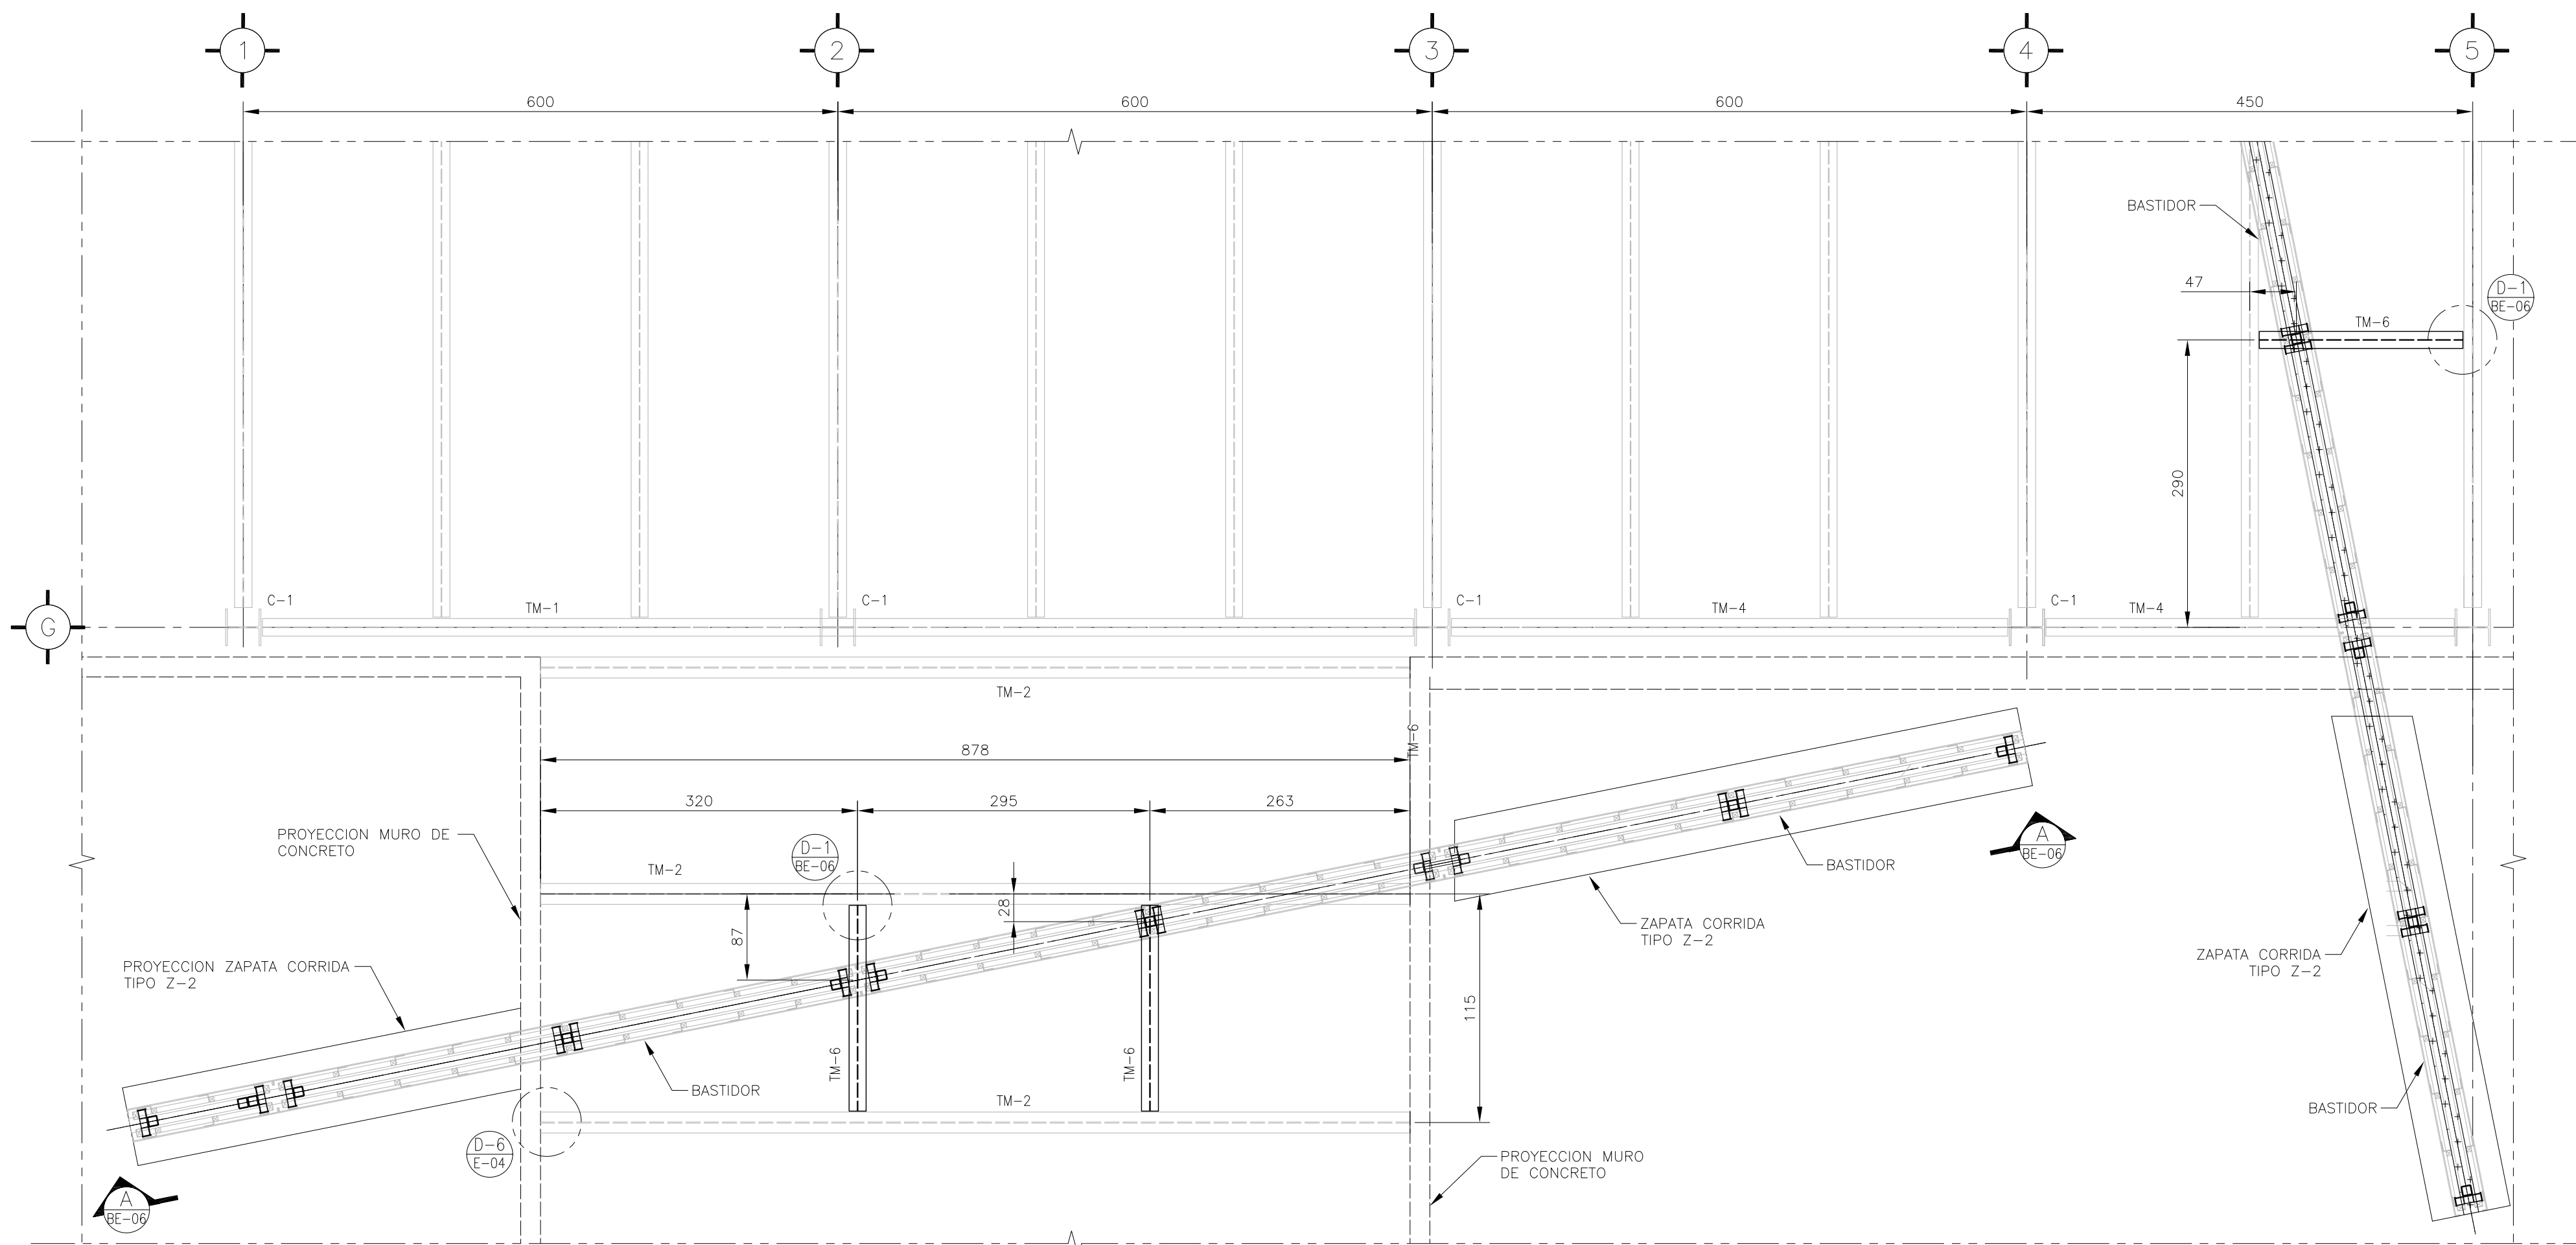 1
2
3
4
5
600
600
600
450
BASTIDOR
47
D-1
BE-06
TM-6
290
C-1
TM-1
C-1
C-1
TM-4
C-1
TM-4
G
TM-2
TM-6
878
320
295
263
PROYECCION MURO DE
CONCRETO
D-1
BE-06
TM-2
A
BE-06
BASTIDOR
28
87
ZAPATA CORRIDA
TIPO Z-2
PROYECCION ZAPATA CORRIDA
TIPO Z-2
ZAPATA CORRIDA
TIPO Z-2
115
TM-6
TM-6
BASTIDOR
TM-2
BASTIDOR
D-6
E-04
PROYECCION MURO
DE CONCRETO
A
BE-06